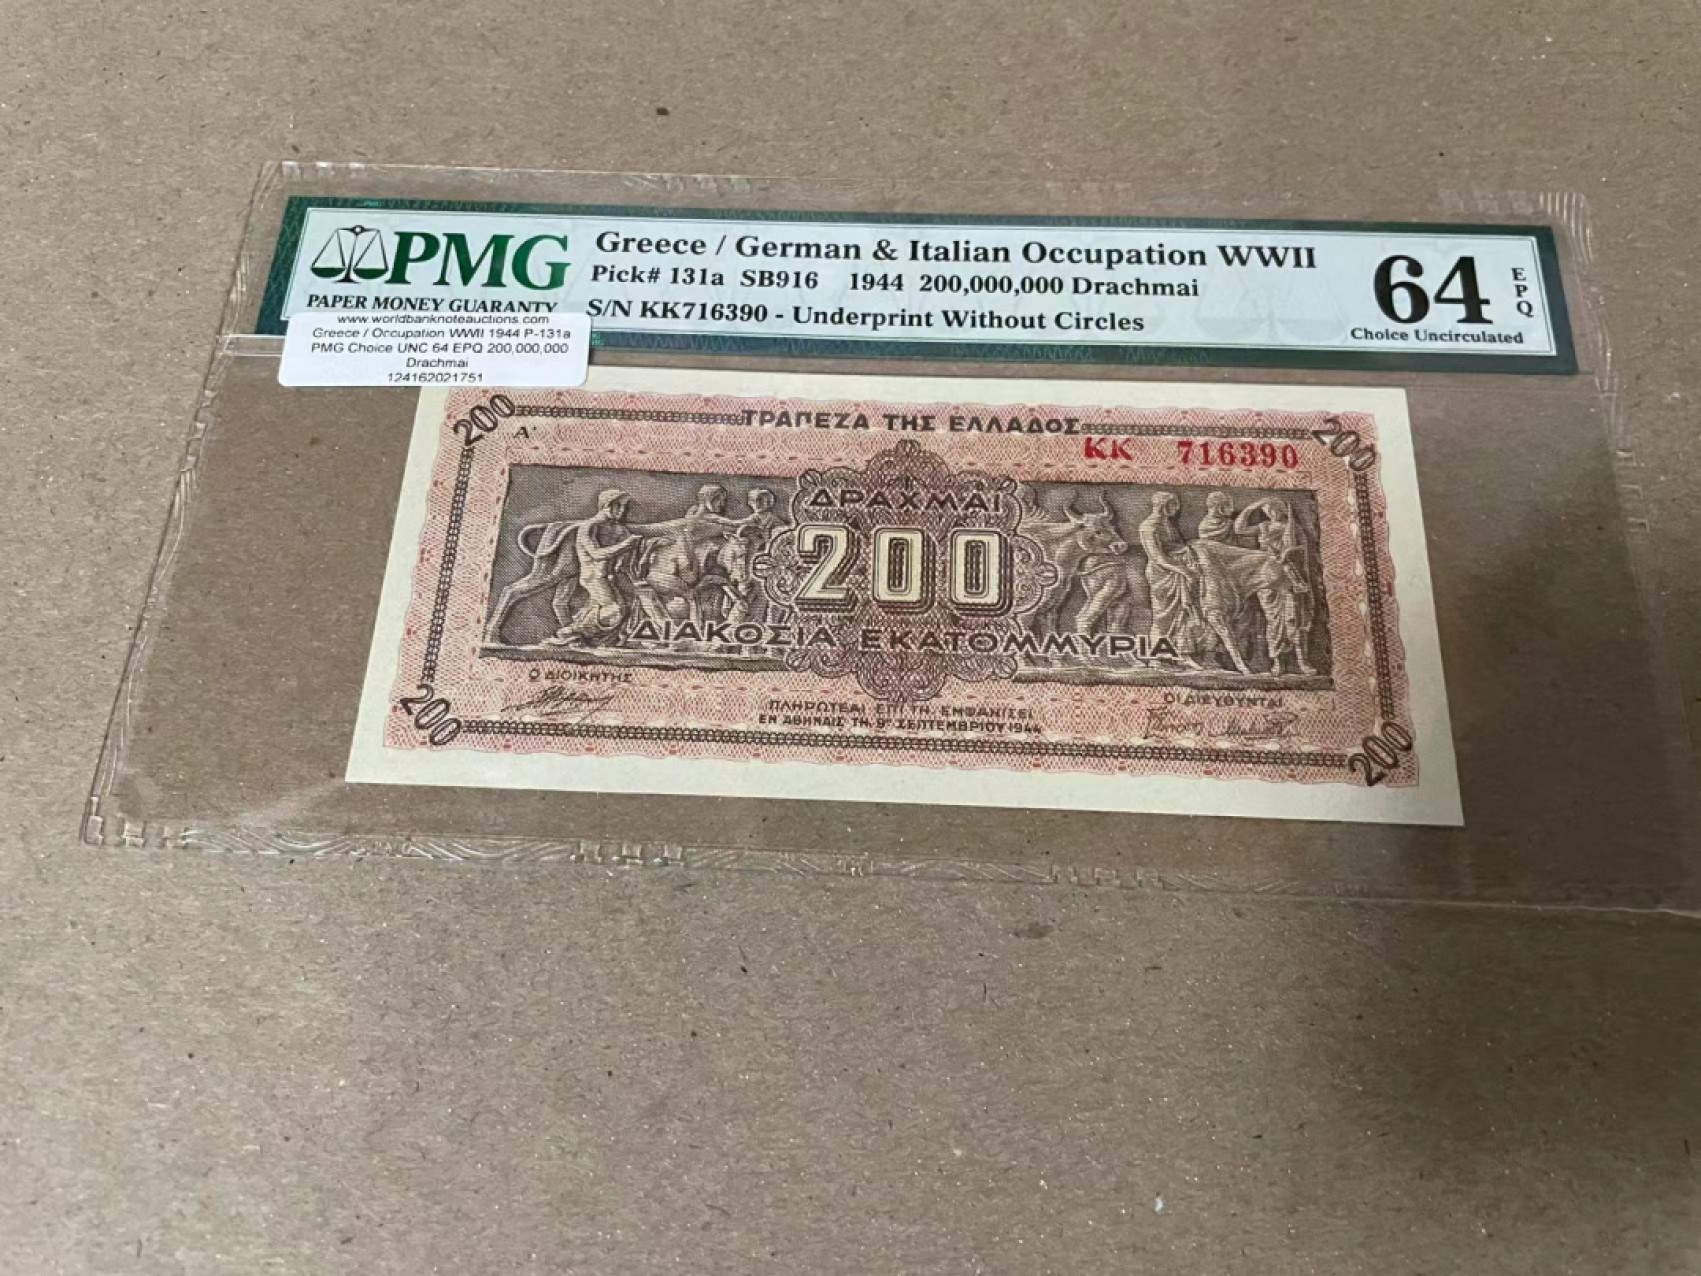 PMG
PAPER MONEY GUARANTY
Greece / German & Italian Occupation WWII
Pick# 131a SB916 1944 200,000,000 Drachmai
S/N KK716390 - Underprint Without Circles
64
EPQ
Choice Uncirculated
www.worldbanknoteauctions.com
Greece / Occupation WWII 1944 P-131a
PMG Choice UNC 64 EPQ 200,000,000
Drachmai
124162021751
200
ΤΡΑΠΕΖΑ ΤΗΣ ΕΛΛΑΔΟΣ
200
Α'
KK 716390
ΔΡΑΧΜΑΙ
200
ΔΙΑΚΟΣΙΑ ΕΚΑΤΟΜΜΥΡΙΑ
Ο ΔΙΟΙΚΗΤΗΣ
ΟΙ ΔΙΕΥΘΥΝΤΑΙ
ΠΛΗΡΩΤΕΑΙ ΕΠΙ ΤΗ, ΕΜΦΑΝΙΣΕΙ
ΕΝ ΑΘΗΝΑΙΣ ΤΗ, 9ῃ ΣΕΠΤΕΜΒΡΙΟΥ 1944
200
200